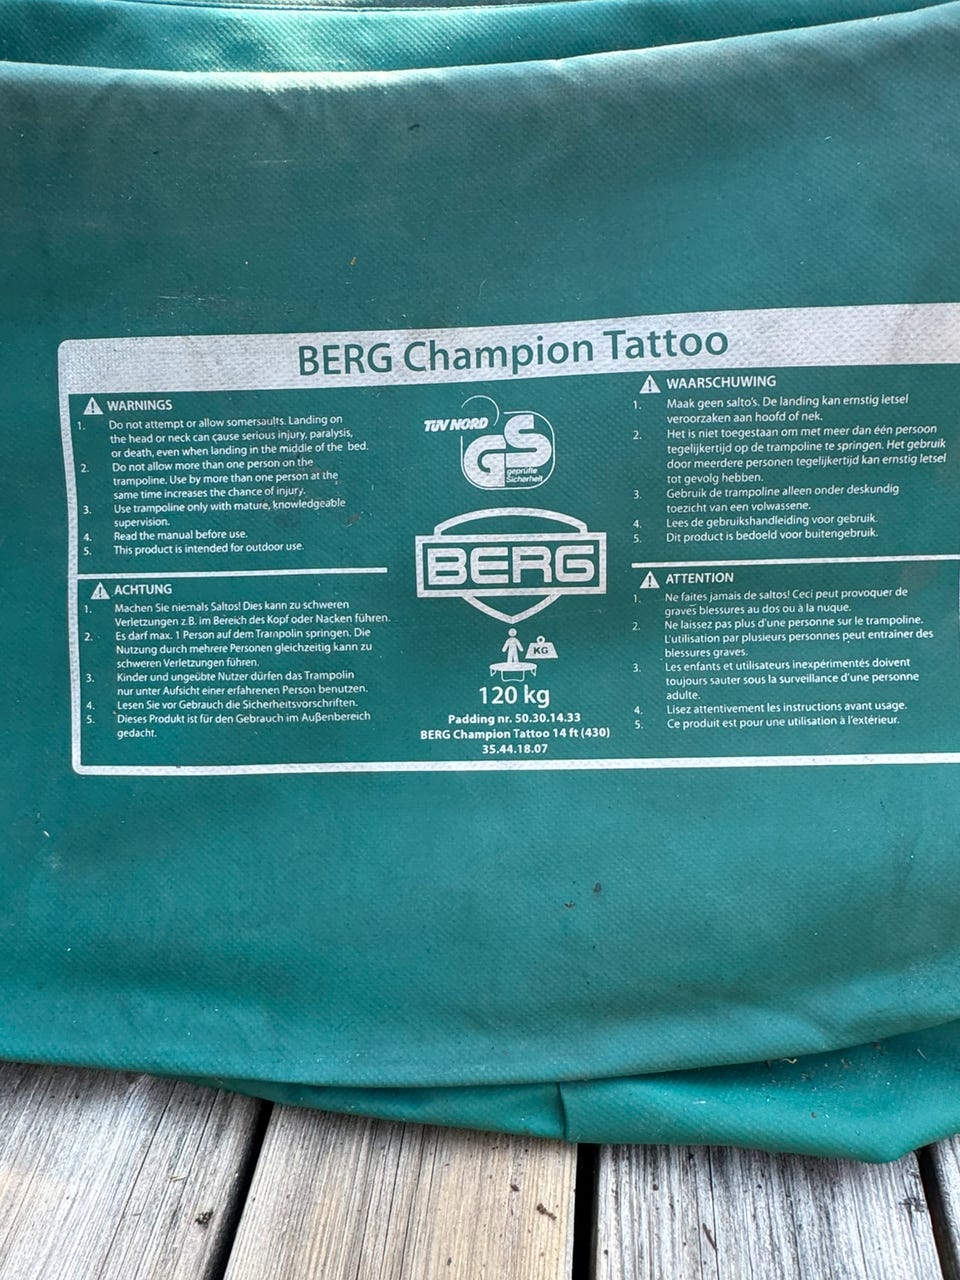 BERG Champion Tattoo
WARNINGS
1. Do not attempt or allow somersaults. Landing on
the head or neck can cause serious injury, paralysis,
or death, even when landing in the middle of the bed.
2. Do not allow more than one person on the
trampoline. Use by more than one person at the
same time increases the chance of injury.
3. Use trampoline only with mature, knowledgeable
supervision.
4. Read the manual before use.
5. This product is intended for outdoor use.
ACHTUNG
1. Machen Sie niemals Saltos! Dies kann zu schweren
Verletzungen z.B. im Bereich des Kopf oder Nacken führen.
2. Es darf max. 1 Person auf dem Trampolin springen. Die
Nutzung durch mehrere Personen gleichzeitig kann zu
schweren Verletzungen führen.
3. Kinder und ungeübte Nutzer dürfen das Trampolin
nur unter Aufsicht einer erfahrenen Person benutzen.
4. Lesen Sie vor Gebrauch die Sicherheitsvorschriften.
5. Dieses Produkt ist für den Gebrauch im Außenbereich
gedacht.
TÜV NORD
GS
geprüfte
Sicherheit
BERG
KG
120 kg
Padding nr. 50.30.14.33
BERG Champion Tattoo 14 ft (430)
35.44.18.07
WAARSCHUWING
1. Maak geen salto's. De landing kan ernstig letsel
veroorzaken aan hoofd of nek.
2. Het is niet toegestaan om met meer dan één persoon
tegelijkertijd op de trampoline te springen. Het gebruik
door meerdere personen tegelijkertijd kan ernstig letsel
tot gevolg hebben.
3. Gebruik de trampoline alleen onder deskundig
toezicht van een volwassene.
4. Lees de gebruikshandleiding voor gebruik.
5. Dit product is bedoeld voor buitengebruik.
ATTENTION
1. Ne faites jamais de saltos! Ceci peut provoquer de
graves blessures au dos ou à la nuque.
2. Ne laissez pas plus d'une personne sur le trampoline.
L'utilisation par plusieurs personnes peut entrainer des
blessures graves.
3. Les enfants et utilisateurs inexpérimentés doivent
toujours sauter sous la surveillance d'une personne
adulte.
4. Lisez attentivement les instructions avant usage.
5. Ce produit est pour une utilisation à l'extérieur.